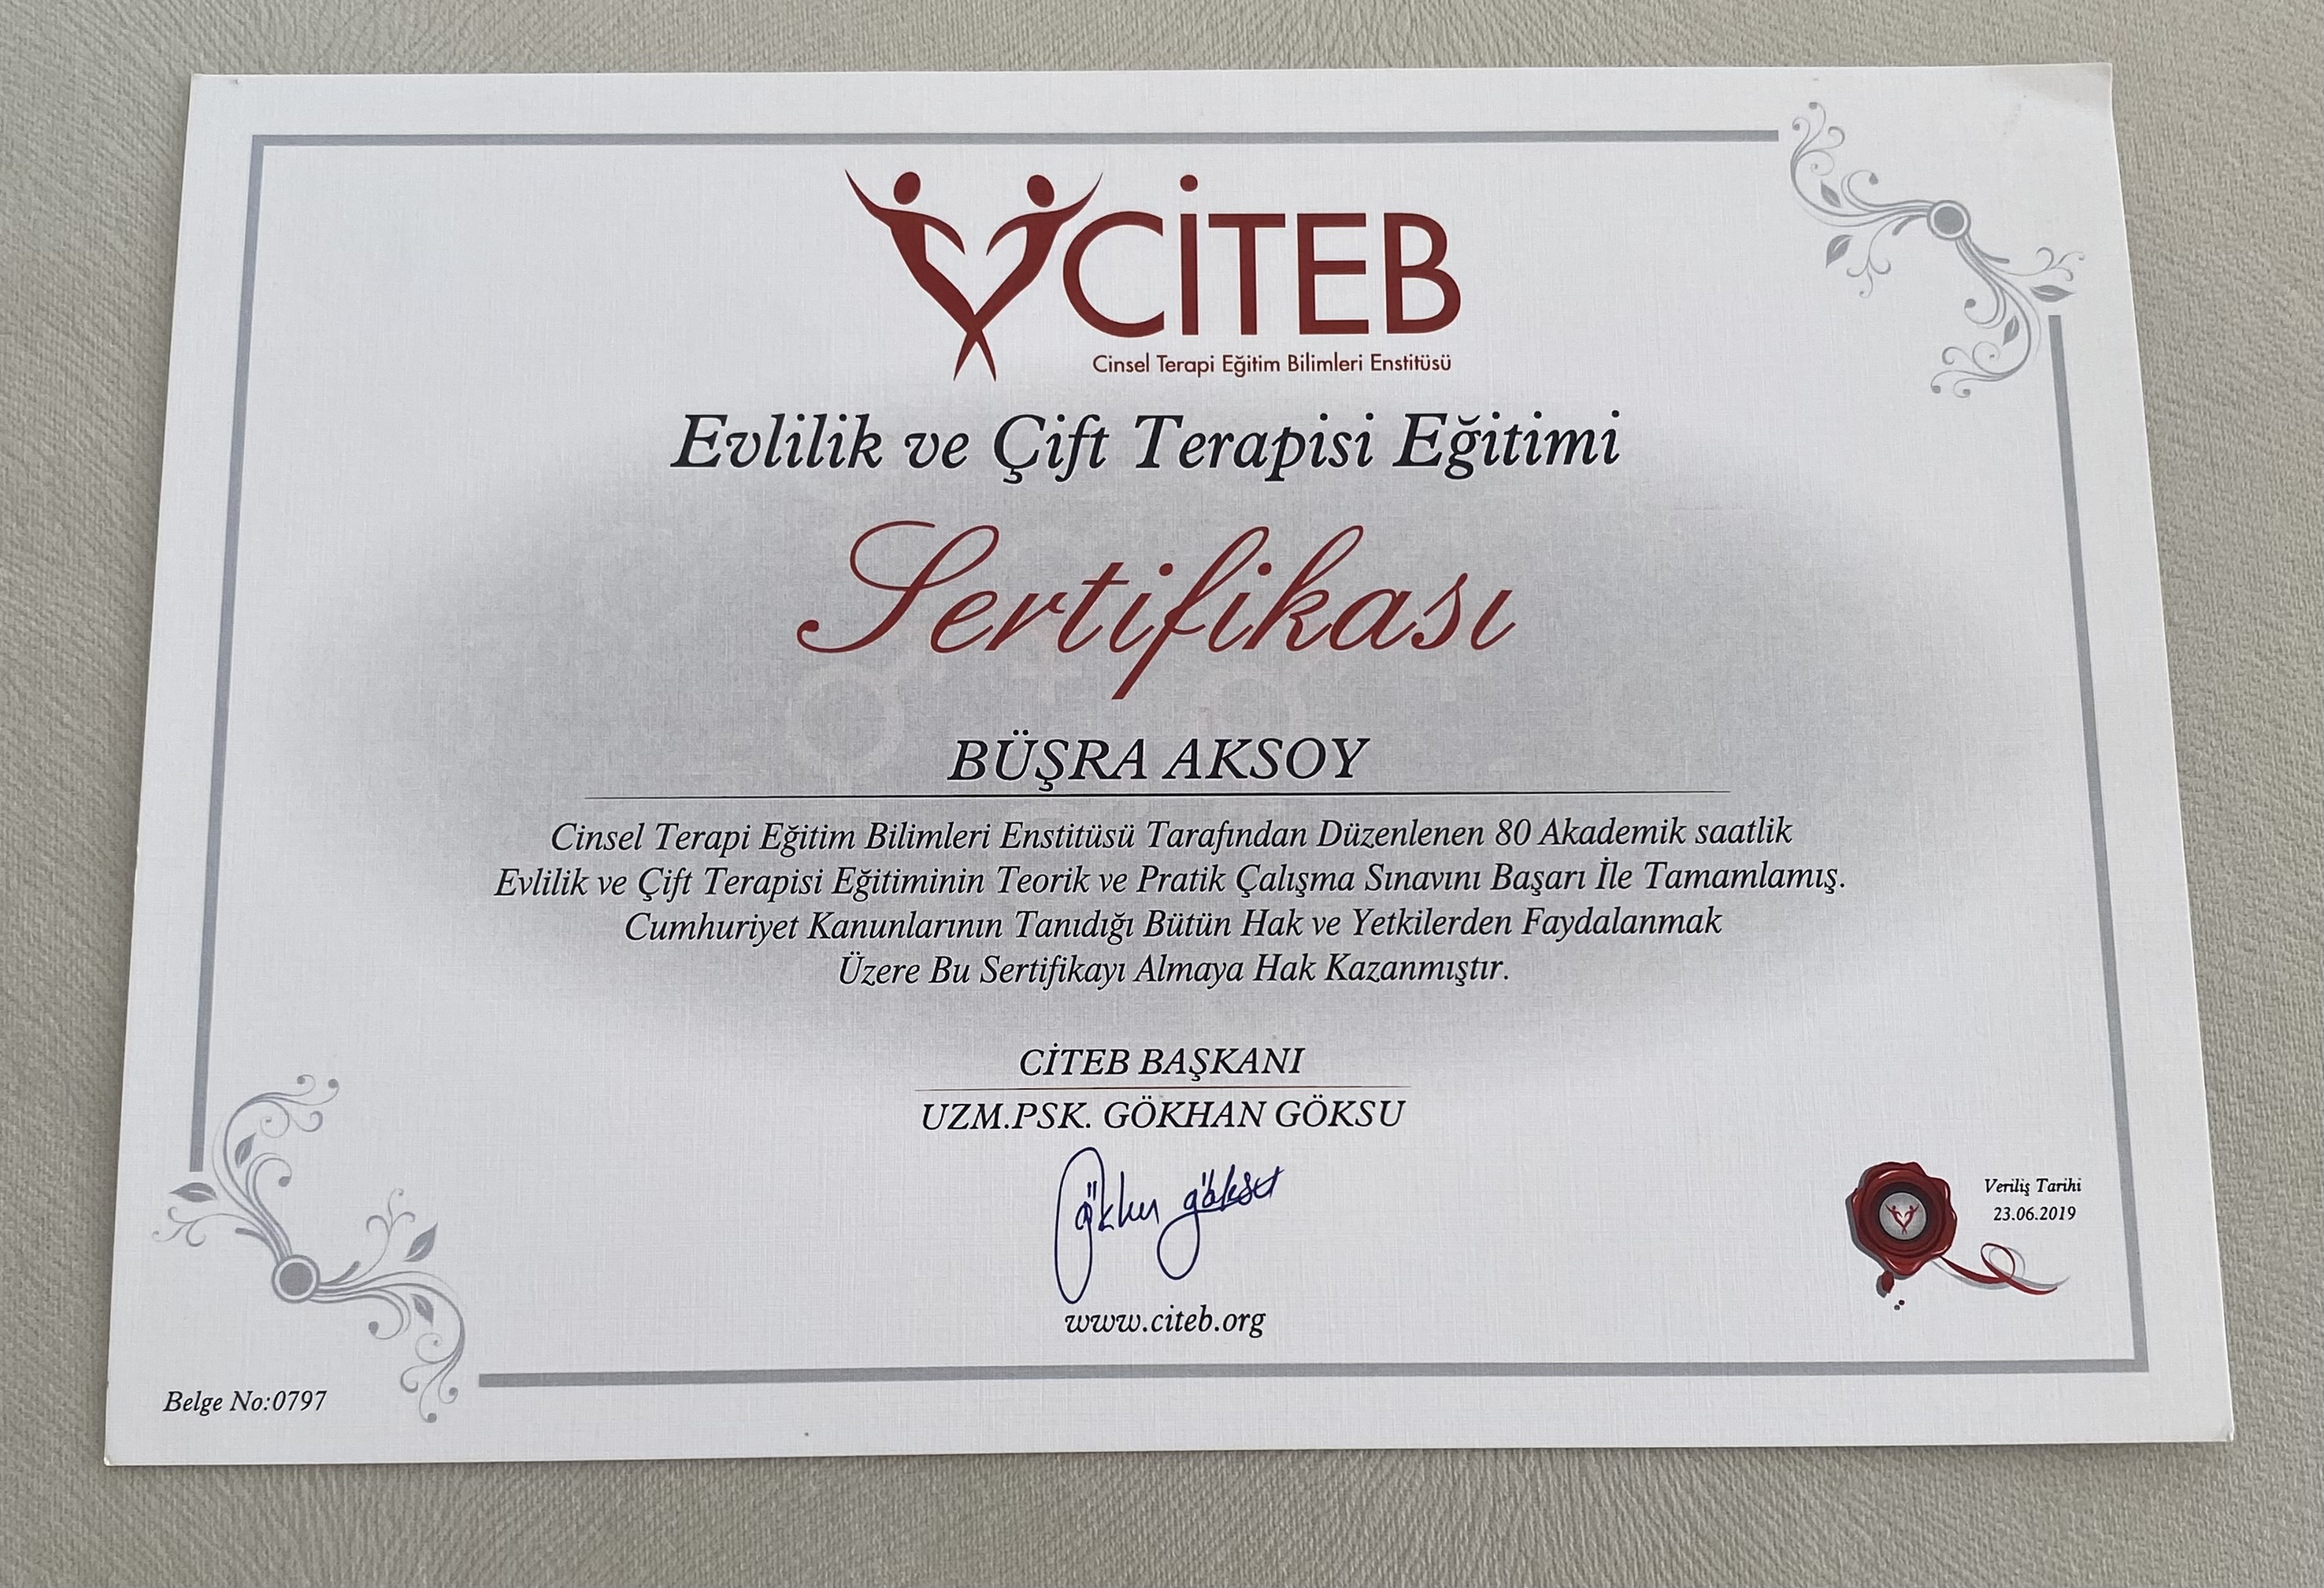 CİTEB
Cinsel Terapi Eğitim Bilimleri Enstitüsü
Evlilik ve Çift Terapisi Eğitimi
Sertifikası
BÜŞRA AKSOY
Cinsel Terapi Eğitim Bilimleri Enstitüsü Tarafından Düzenlenen 80 Akademik saatlik
Evlilik ve Çift Terapisi Eğitiminin Teorik ve Pratik Çalışma Sınavını Başarı İle Tamamlamış.
Cumhuriyet Kanunlarının Tanıdığı Bütün Hak ve Yetkilerden Faydalanmak
Üzere Bu Sertifikayı Almaya Hak Kazanmıştır.
CİTEB BAŞKANI
UZM.PSK. GÖKHAN GÖKSU
Gökhan göksu
www.citeb.org
Veriliş Tarihi
23.06.2019
Belge No:0797